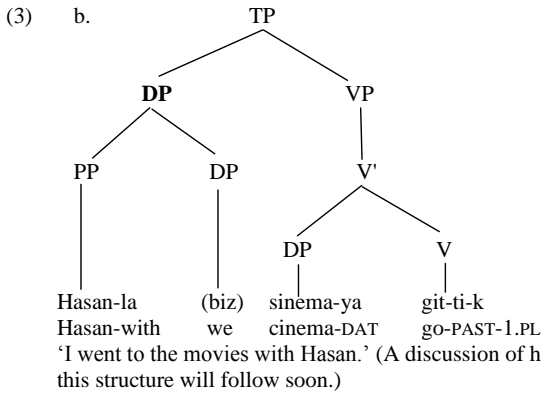 (3) b. TP
DP VP
PP DP V'
DP V
Hasan-la (biz) sinema-ya git-ti-k
Hasan-with we cinema-DAT go-PAST-1.PL
‘I went to the movies with Hasan.’ (A discussion of h
this structure will follow soon.)